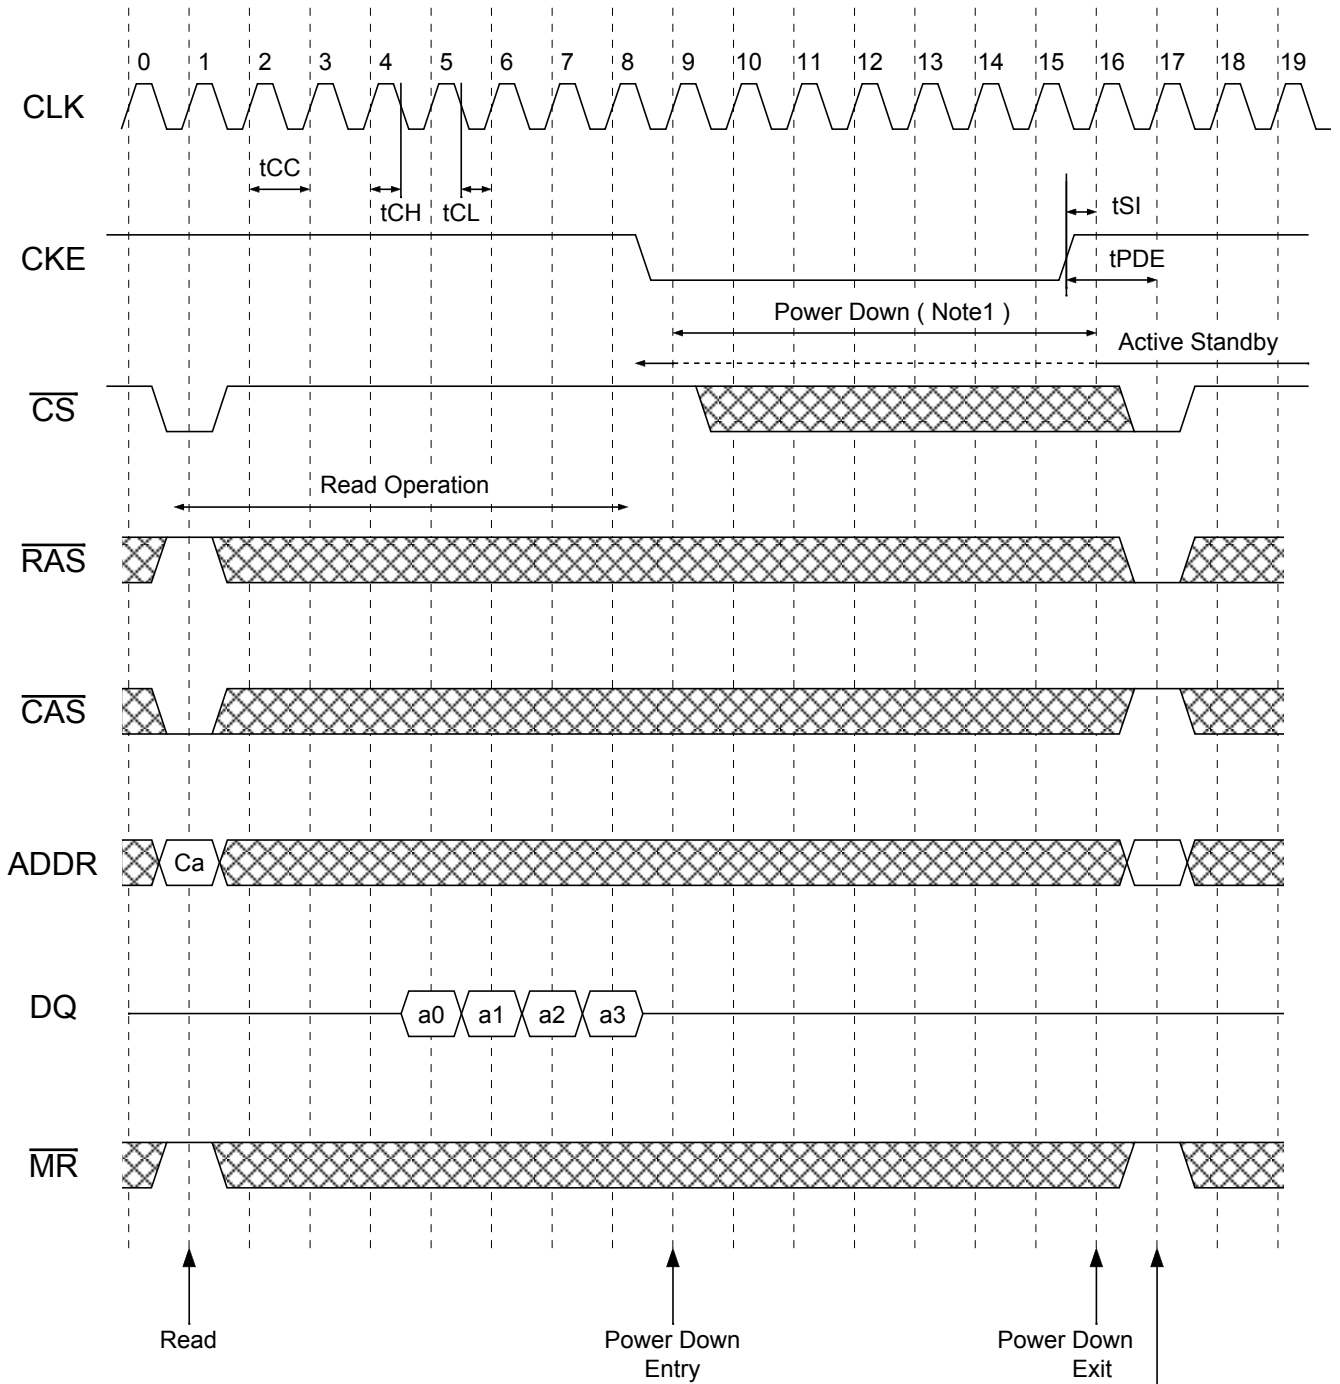 0 1 2 3 4 5 6 7 8 9 10 11 12 13 14 15 16 17 18 19
CLK
tCC
tCH
tCL
tSI
CKE
tPDE
Power Down ( Note1 )
Active Standby
CS
Read Operation
RAS
CAS
ADDR
Ca
DQ
a0 a1 a2 a3
MR
Read
Power Down
Entry
Power Down
Exit